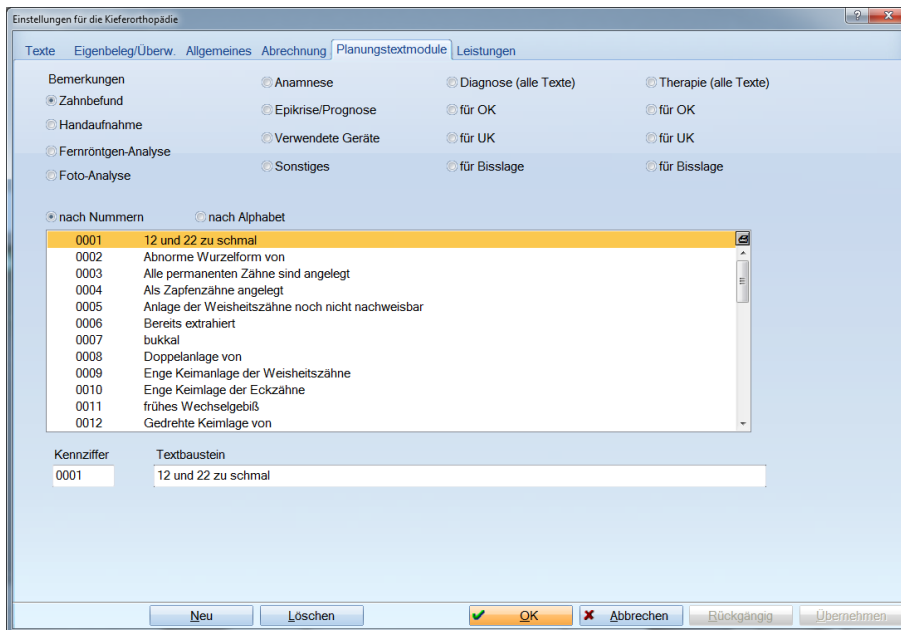 Einstellungen für die Kieferorthopädie
Texte Eigenbeleg/Überw. Allgemeines Abrechnung Planungstextmodule Leistungen
Bemerkungen
Zahnbefund
Handaufnahme
Fernröntgen-Analyse
Foto-Analyse
Anamnese
Epikrise/Prognose
Verwendete Geräte
Sonstiges
Diagnose (alle Texte)
für OK
für UK
für Bisslage
Therapie (alle Texte)
für OK
für UK
für Bisslage
nach Nummern nach Alphabet
0001 12 und 22 zu schmal
0002 Abnorme Wurzelform von
0003 Alle permanenten Zähne sind angelegt
0004 Als Zapfenzähne angelegt
0005 Anlage der Weisheitszähne noch nicht nachweisbar
0006 Bereits extrahiert
0007 bukkal
0008 Doppelanlage von
0009 Enge Keimanlage der Weisheitszähne
0010 Enge Keimlage der Eckzähne
0011 frühes Wechselgebiß
0012 Gedrehte Keimlage von
Kennziffer Textbaustein
0001 12 und 22 zu schmal
Neu Löschen OK Abbrechen Rückgängig Übernehmen